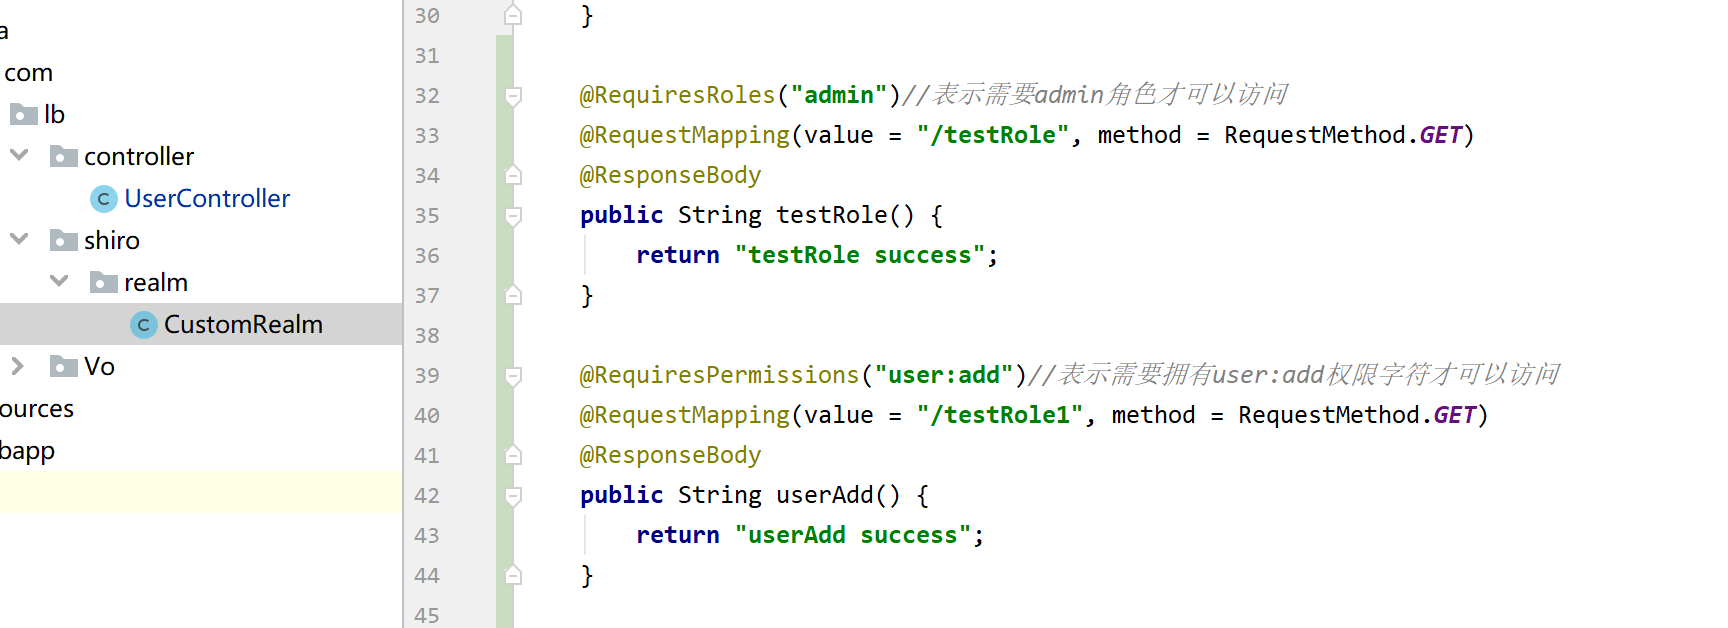 a
com
lb
controller
UserController
shiro
realm
CustomRealm
Vo
ources
bapp
30 }
31
32 @RequiresRoles("admin")//表示需要admin角色才可以访问
33 @RequestMapping(value = "/testRole", method = RequestMethod.GET)
34 @ResponseBody
35 public String testRole() {
36 return "testRole success";
37 }
38
39 @RequiresPermissions("user:add")//表示需要拥有user:add权限字符才可以访问
40 @RequestMapping(value = "/testRole1", method = RequestMethod.GET)
41 @ResponseBody
42 public String userAdd() {
43 return "userAdd success";
44 }
45